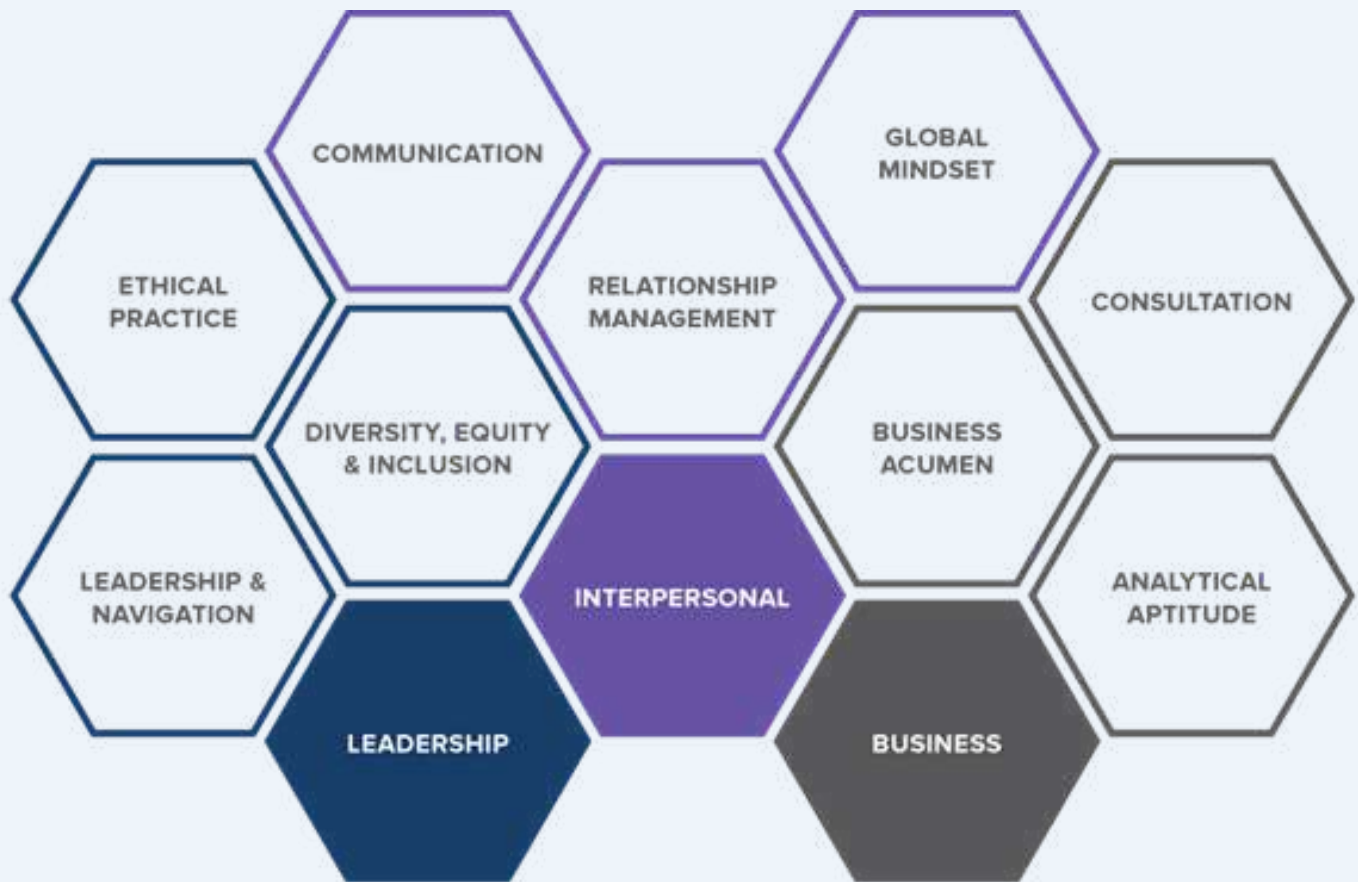 COMMUNICATION
GLOBAL
MINDSET
ETHICAL
PRACTICE
RELATIONSHIP
MANAGEMENT
CONSULTATION
DIVERSITY, EQUITY
& INCLUSION
BUSINESS
ACUMEN
LEADERSHIP &
NAVIGATION
INTERPERSONAL
ANALYTICAL
APTITUDE
LEADERSHIP
BUSINESS